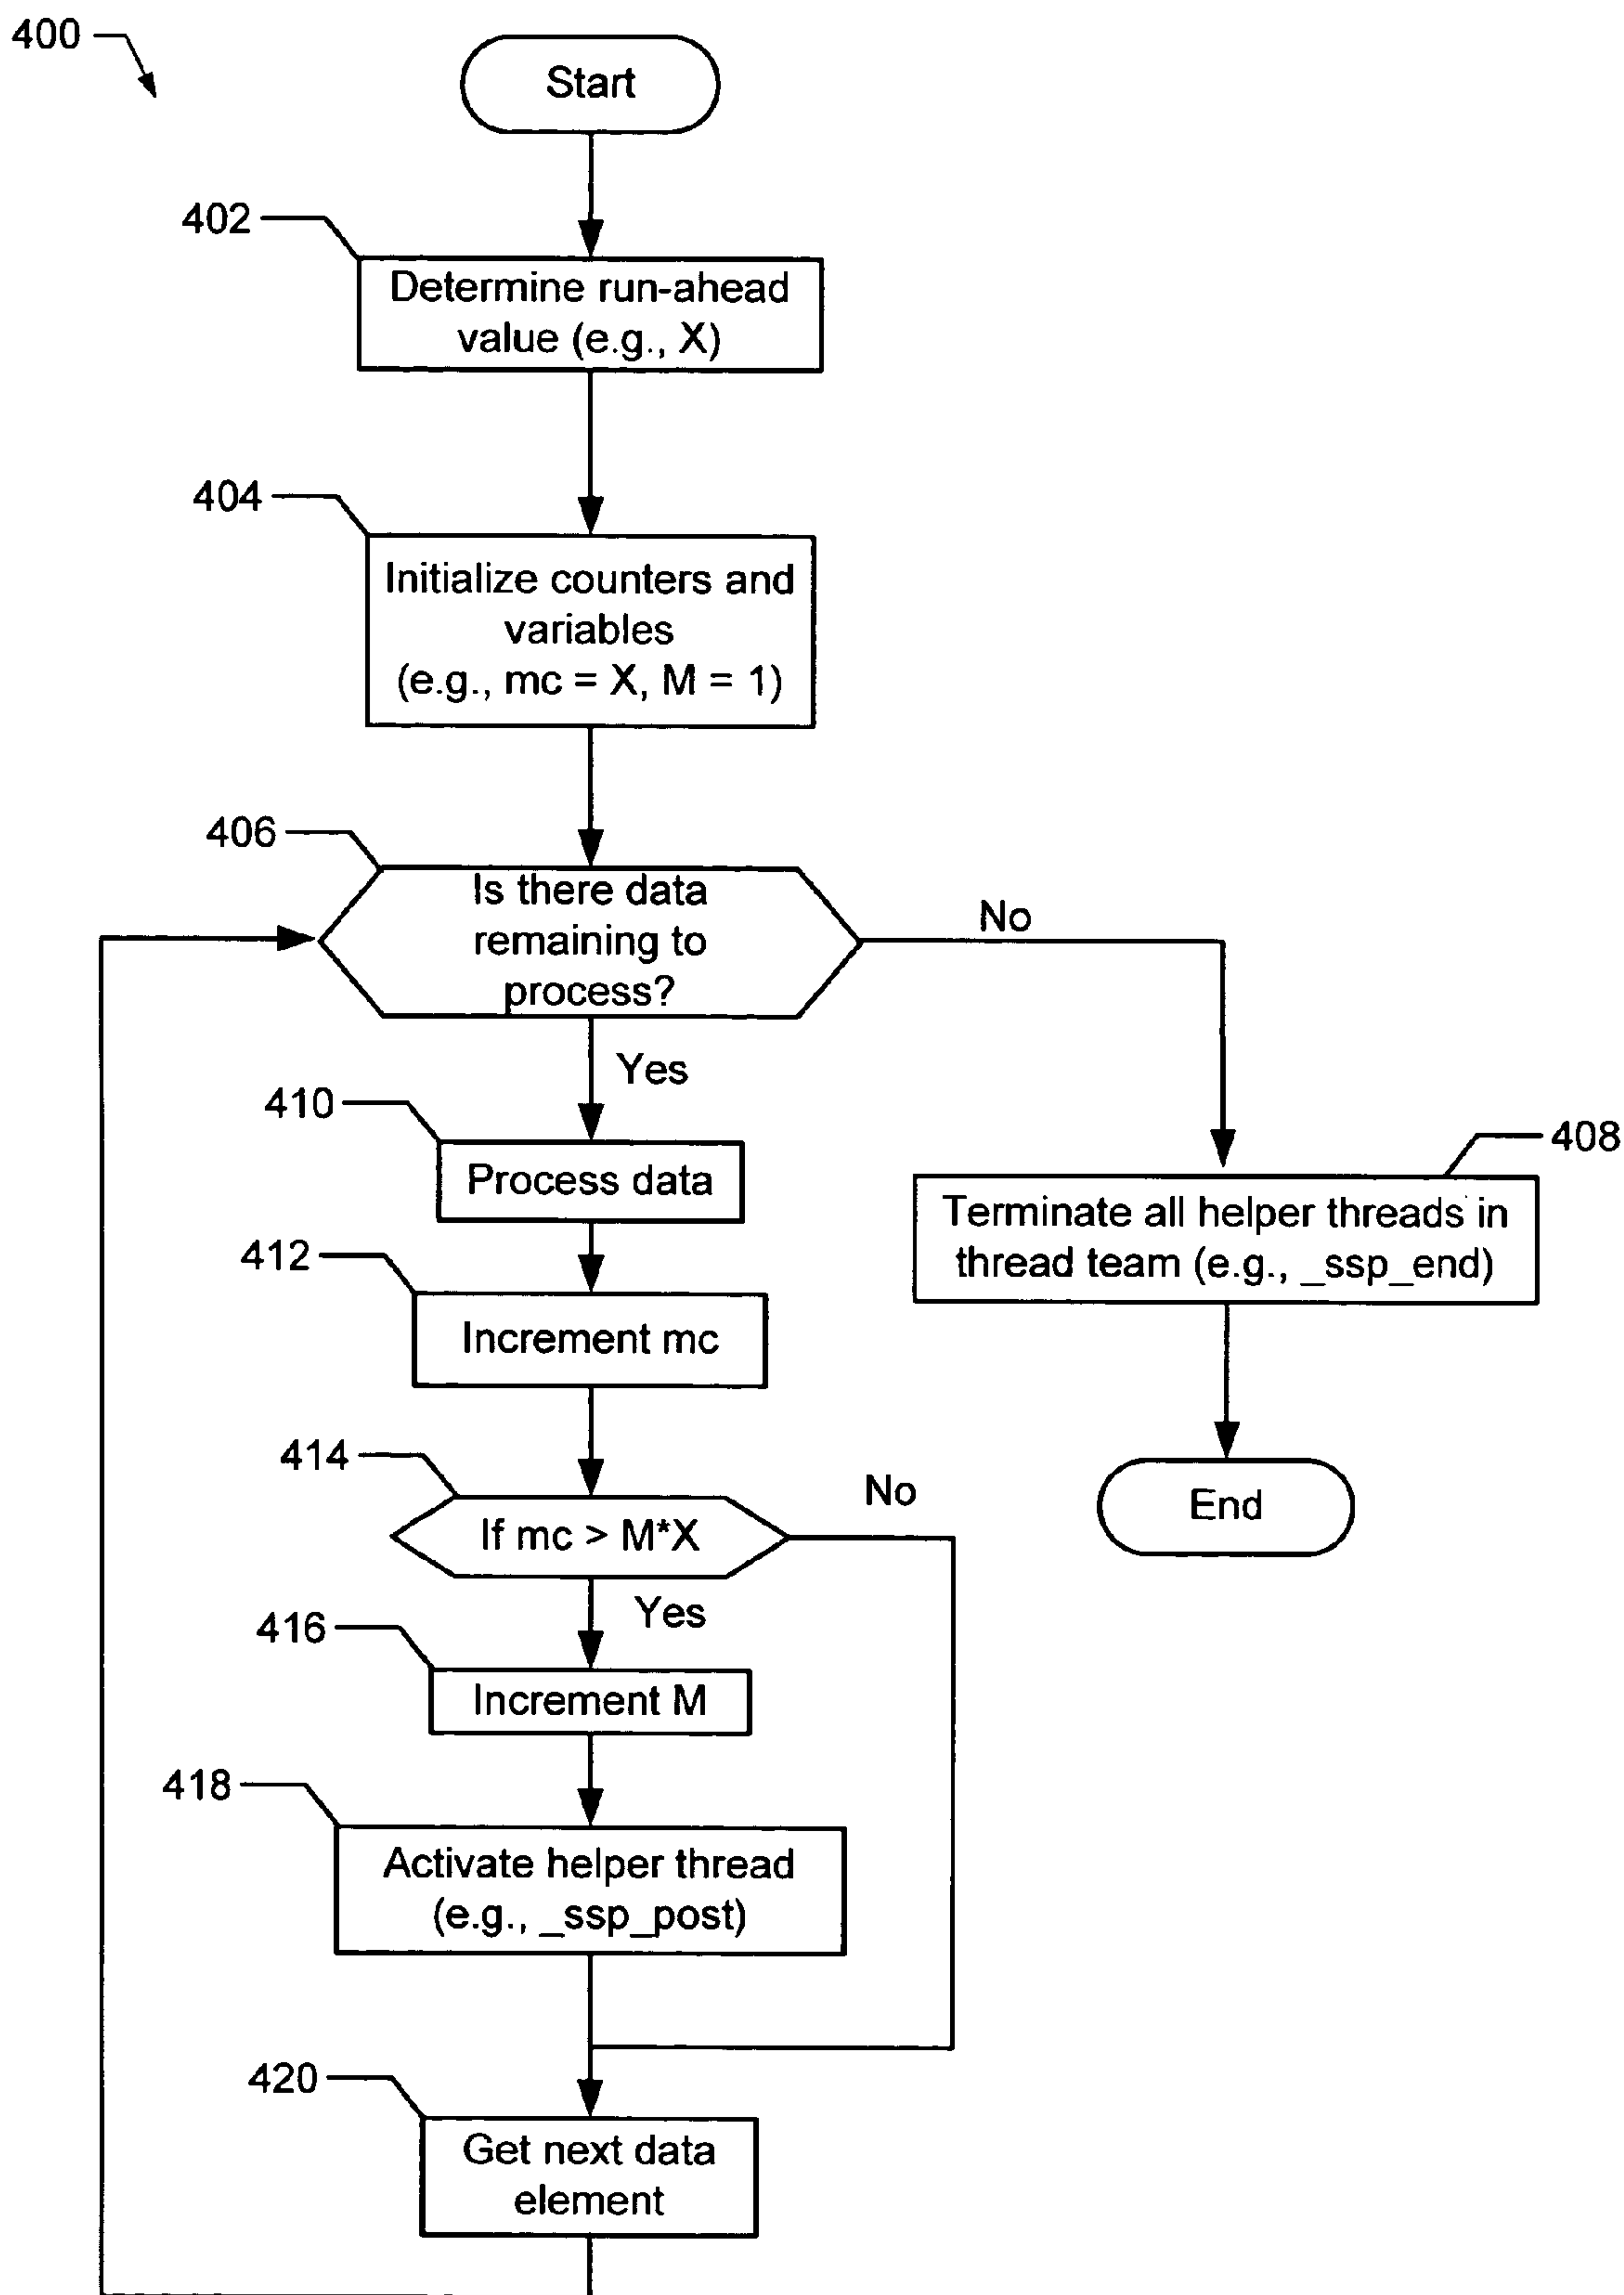 400
Start
402
Determine run-ahead
value (e.g., X)
404
Initialize counters and
variables
(e.g., mc = X, M = 1)
406
Is there data
remaining to
process?
No
Yes
410
Process data
408
Terminate all helper threads in
thread team (e.g., _ssp_end)
412
Increment mc
414
If mc > M*X
No
End
Yes
416
Increment M
418
Activate helper thread
(e.g., _ssp_post)
420
Get next data
element